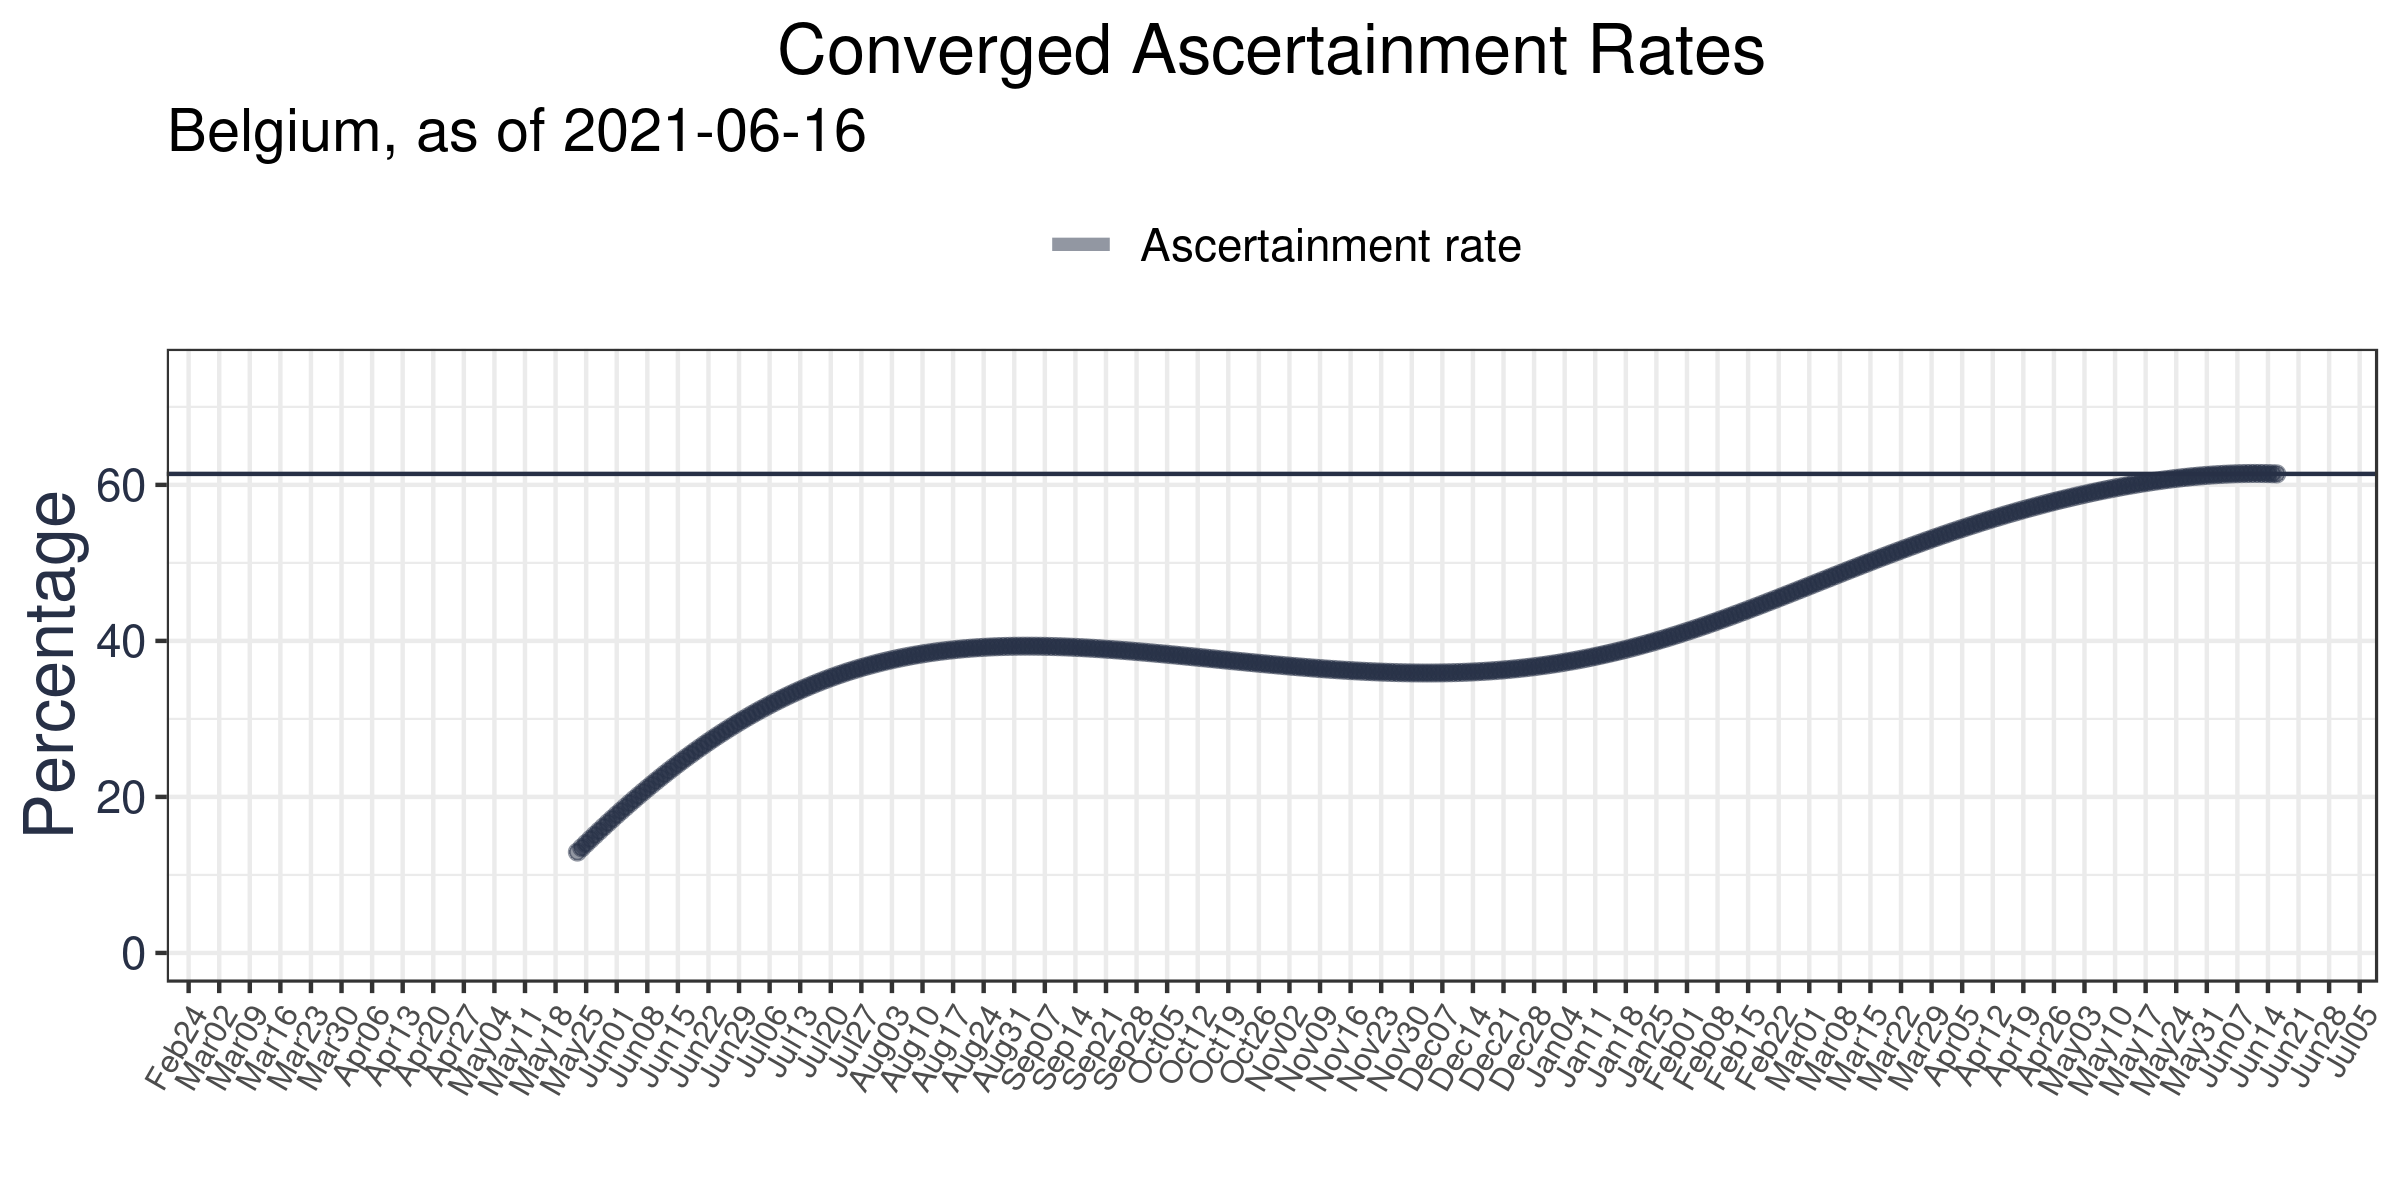 Converged Ascertainment Rates
Belgium, as of 2021-06-16
Ascertainment rate
Percentage
60
40
20
0
Feb24
Mar02
Mar09
Mar16
Mar23
Mar30
Apr06
Apr13
Apr20
Apr27
May04
May11
May18
May25
Jun01
Jun08
Jun15
Jun22
Jun29
Jul06
Jul13
Jul20
Jul27
Aug03
Aug10
Aug17
Aug24
Aug31
Sep07
Sep14
Sep21
Sep28
Oct05
Oct12
Oct19
Oct26
Nov02
Nov09
Nov16
Nov23
Nov30
Dec07
Dec14
Dec21
Dec28
Jan04
Jan11
Jan18
Jan25
Feb01
Feb08
Feb15
Feb22
Mar01
Mar08
Mar15
Mar22
Mar29
Apr05
Apr12
Apr19
Apr26
May03
May10
May17
May24
May31
Jun07
Jun14
Jun21
Jun28
Jul05